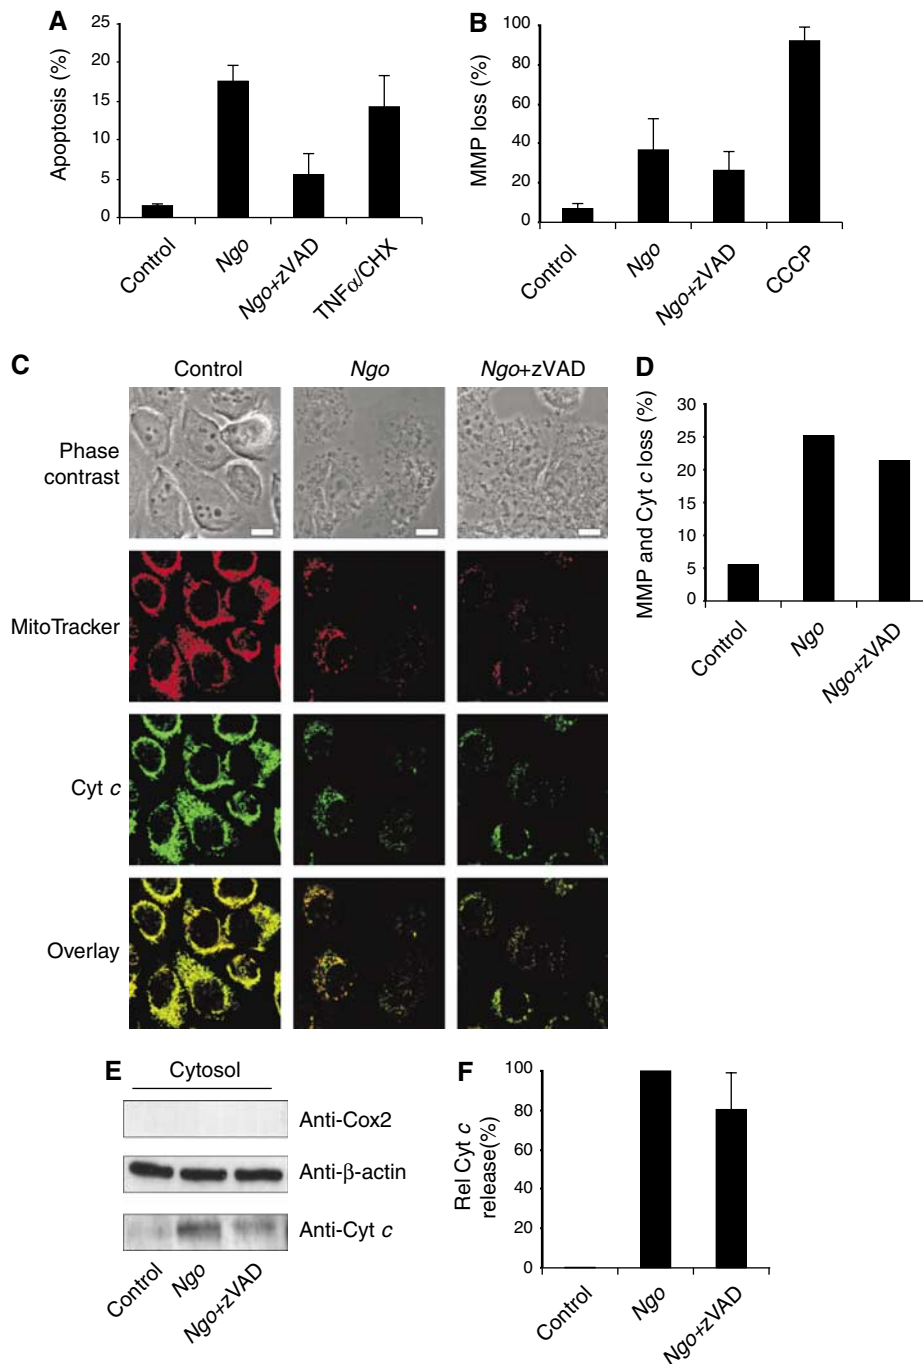 A
Apoptosis (%)
25
20
15
10
5
0
Control
Ngo
Ngo+zVAD
TNFα/CHX
B
MMP loss (%)
100
80
60
40
20
0
Control
Ngo
Ngo+zVAD
CCCP
C
Control
Ngo
Ngo+zVAD
Phase
contrast
MitoTracker
Cyt c
Overlay
D
MMP and Cyt c loss (%)
30
25
20
15
10
5
0
Control
Ngo
Ngo+zVAD
E
Cytosol
Anti-Cox2
Anti-β-actin
Anti-Cyt c
Control
Ngo
Ngo+zVAD
F
Rel Cyt c
release(%)
100
80
60
40
20
0
Control
Ngo
Ngo+zVAD